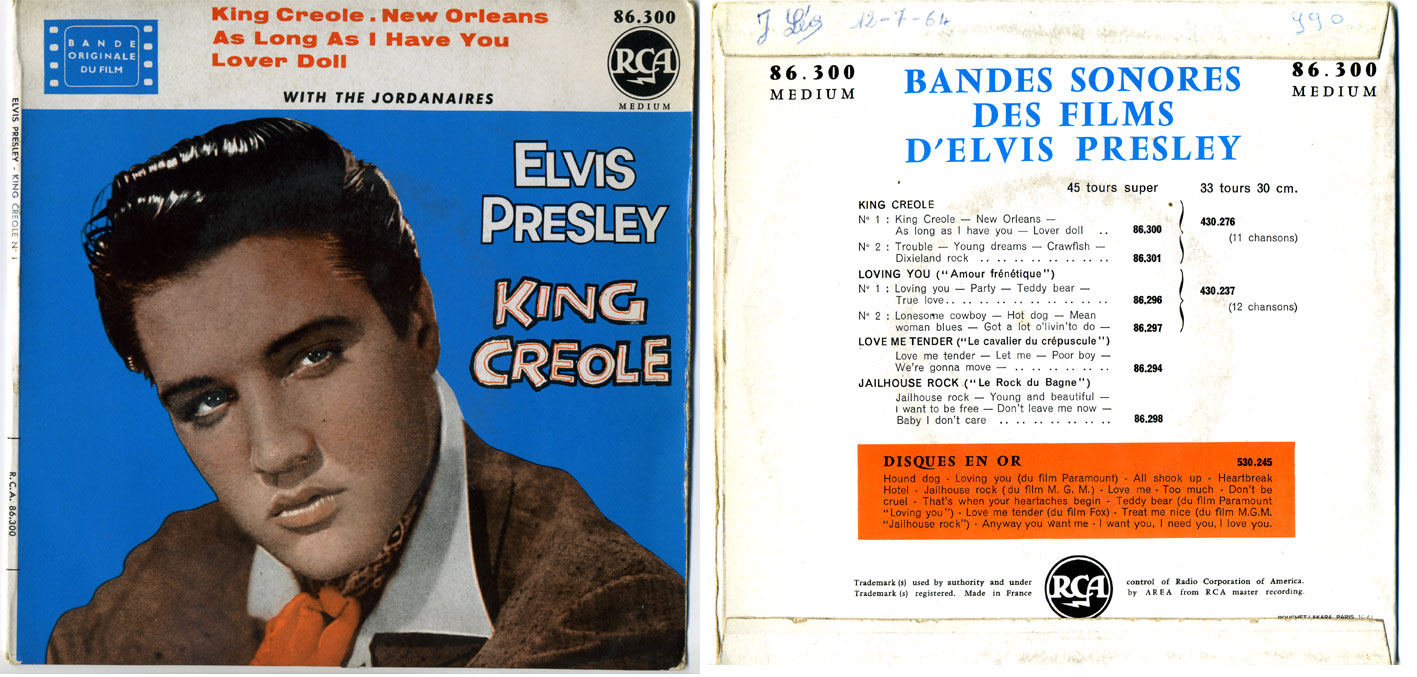 King Creole . New Orleans
As Long As I Have You
Lover Doll
WITH THE JORDANAIRES
BANDE
ORIGINALE
DU FILM
86.300
RCA
MEDIUM
ELVIS PRESLEY - KING CREOLE N° 1
R.C.A. 86.300
ELVIS
PRESLEY
KING
CREOLE
12-7-64
990
86.300
MEDIUM
BANDES SONORES
DES FILMS
D'ELVIS PRESLEY
86.300
MEDIUM
45 tours super 33 tours 30 cm.
KING CREOLE
N° 1 : King Creole — New Orleans —
As long as I have you — Lover doll .. 86.300
430.276
(11 chansons)
N° 2 : Trouble — Young dreams — Crawfish —
Dixieland rock .. .. .. .. .. .. .. .. .. 86.301
LOVING YOU ("Amour frénétique")
N° 1 : Loving you — Party — Teddy bear —
True love.. .. .. .. .. .. .. .. .. .. .. 86.296
430.237
(12 chansons)
N° 2 : Lonesome cowboy — Hot dog — Mean
woman blues — Got a lot o'livin'to do — 86.297
LOVE ME TENDER ("Le cavalier du crépuscule")
Love me tender — Let me — Poor boy —
We're gonna move — .. .. .. .. .. .. .. 86.294
JAILHOUSE ROCK ("Le Rock du Bagne")
Jailhouse rock — Young and beautiful —
I want to be free — Don't leave me now —
Baby I don't care .. .. .. .. .. .. .. .. 86.298
DISQUES EN OR 530.245
Hound dog - Loving you (du film Paramount) - All shook up - Heartbreak
Hotel - Jailhouse rock (du film M. G. M.) - Love me - Too much - Don't be
cruel - That's when your heartaches begin - Teddy bear (du film Paramount
"Loving you") - Love me tender (du film Fox) - Treat me nice (du film M.G.M.
"Jailhouse rock") - Anyway you want me - I want you, I need you, I love you.
Trademark (s) used by authority and under
Trademark (s) registered. Made in France
RCA
control of Radio Corporation of America.
by AREA from RCA master recording.